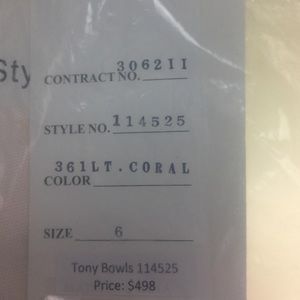 Sty
306211
CONTRACT NO.
STYLE NO. 114525
361LT. CORAL
COLOR
SIZE 6
Tony Bowls 114525
Price: $498